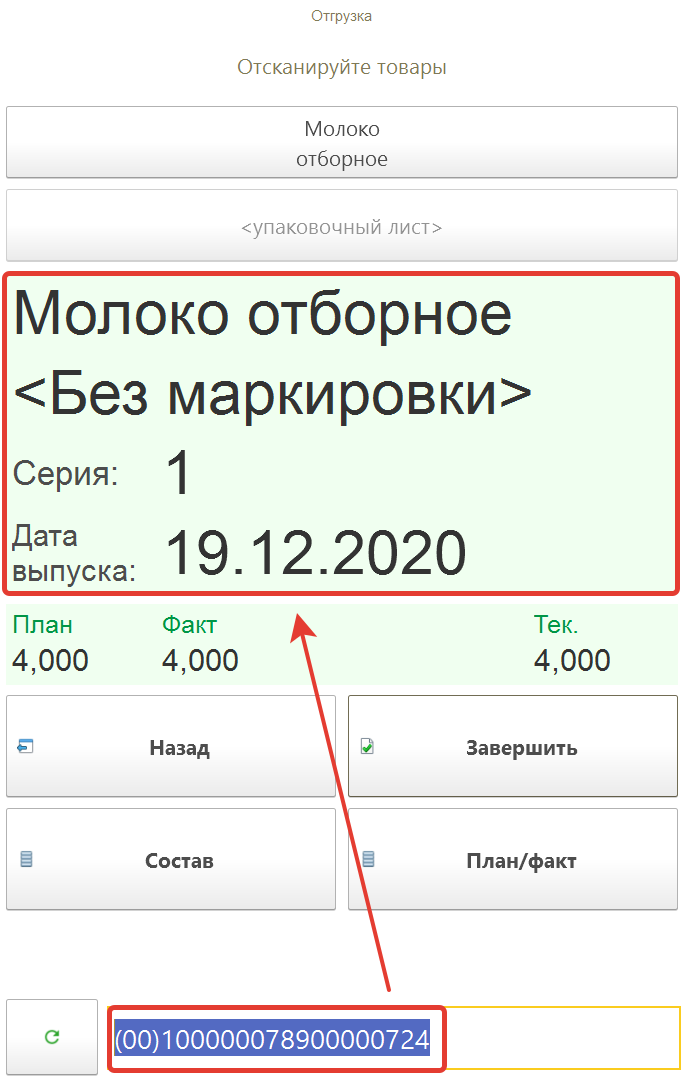 Отгрузка
Отсканируйте товары
Молоко
отборное
<упаковочный лист>
Молоко отборное
<Без маркировки>
Серия: 1
Дата
выпуска: 19.12.2020
План Факт Тек.
4,000 4,000 4,000
Назад Завершить
Состав План/факт
(00)100000078900000724